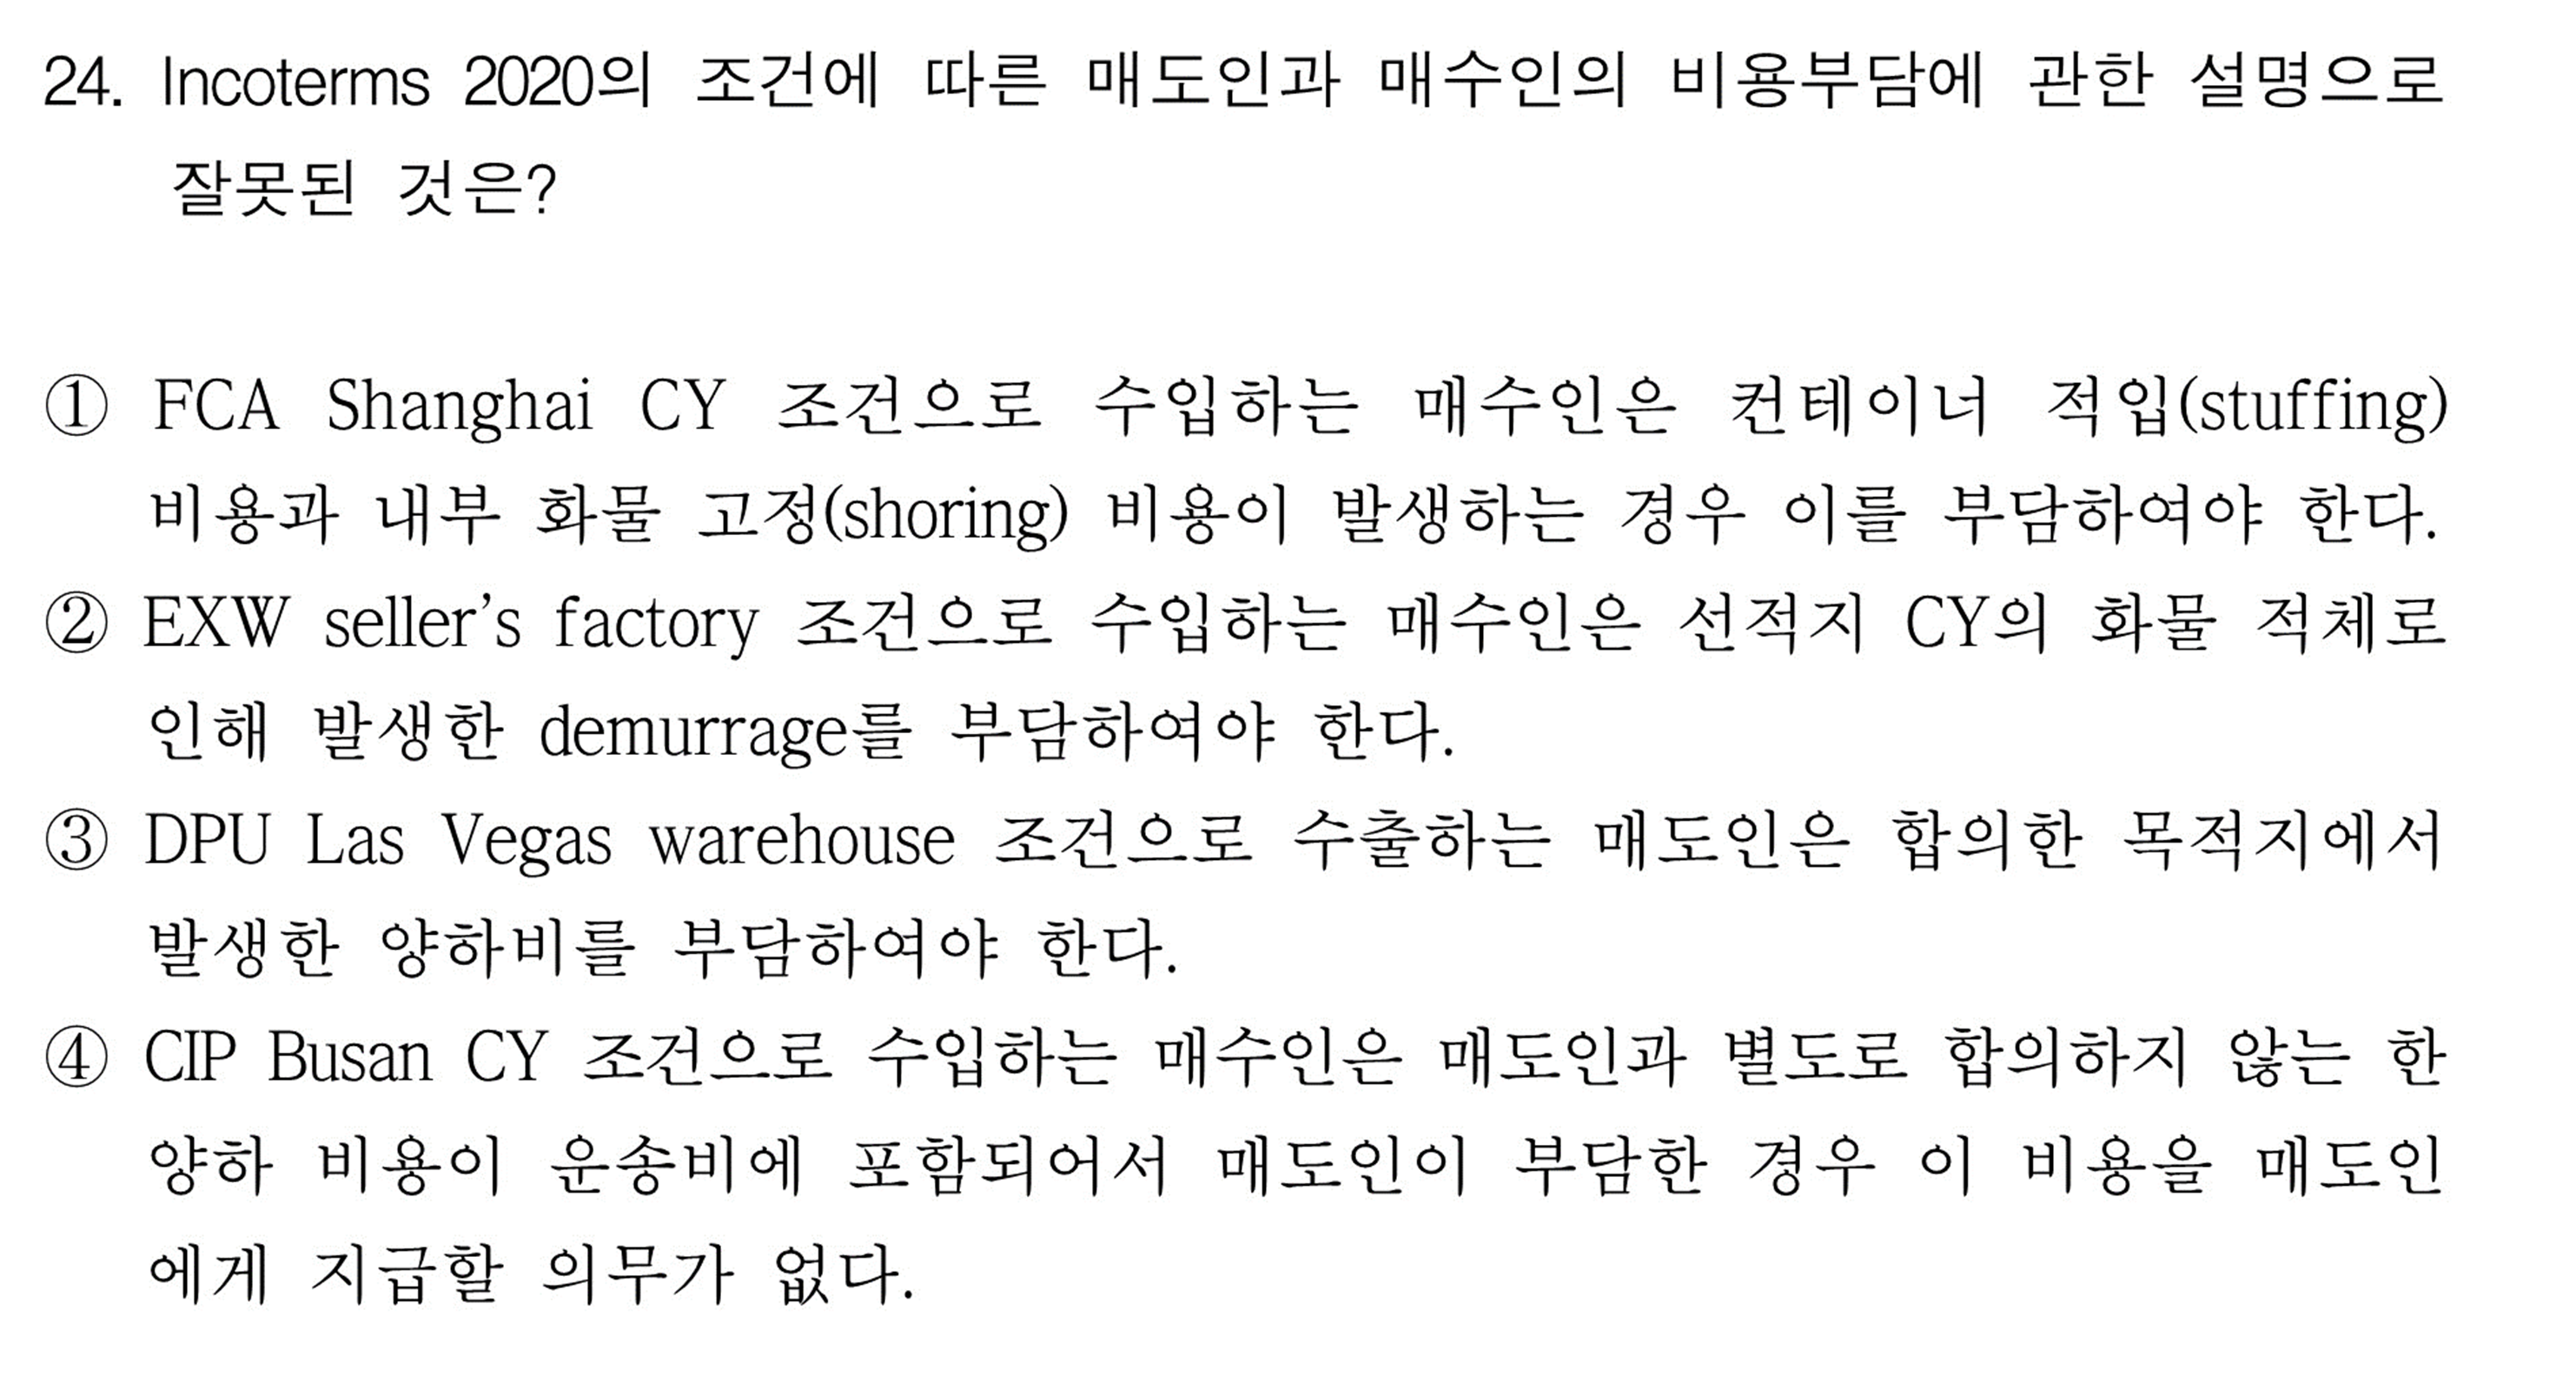 24. Incoterms 2020의 조건에 따른 매도인과 매수인의 비용부담에 관한 설명으로
잘못된 것은?
① FCA Shanghai CY 조건으로 수입하는 매수인은 컨테이너 적입(stuffing)
비용과 내부 화물 고정(shoring) 비용이 발생하는 경우 이를 부담하여야 한다.
② EXW seller’s factory 조건으로 수입하는 매수인은 선적지 CY의 화물 적체로
인해 발생한 demurrage를 부담하여야 한다.
③ DPU Las Vegas warehouse 조건으로 수출하는 매도인은 합의한 목적지에서
발생한 양하비를 부담하여야 한다.
④ CIP Busan CY 조건으로 수입하는 매수인은 매도인과 별도로 합의하지 않는 한
양하 비용이 운송비에 포함되어서 매도인이 부담한 경우 이 비용을 매도인
에게 지급할 의무가 없다.